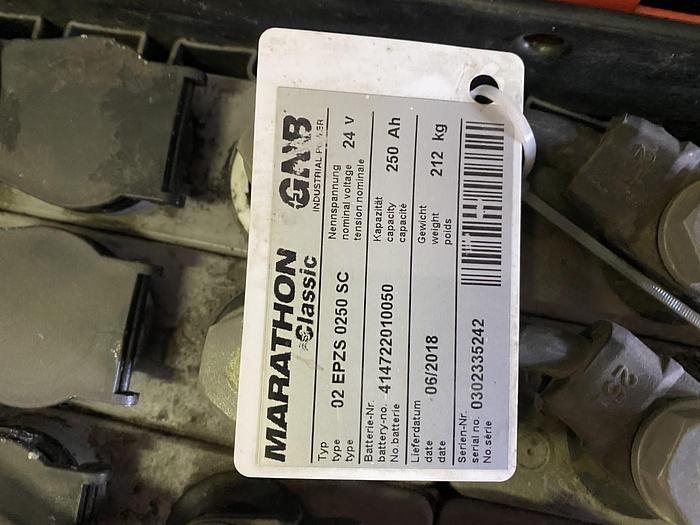 MARATHON
Classic
GNB
INDUSTRIAL POWER
Typ
type
type
02 EPZS 0250 SC
Nennspannung
nominal voltage
tension nominale
24 V
Batterie-Nr.
battery-no.
No.batterie
414722010050
Kapazität
capacity
capacité
250 Ah
Lieferdatum
date
date
06/2018
Gewicht
weight
poids
212 kg
Serien-Nr.
serial no.
No.série
0302335242
25
25